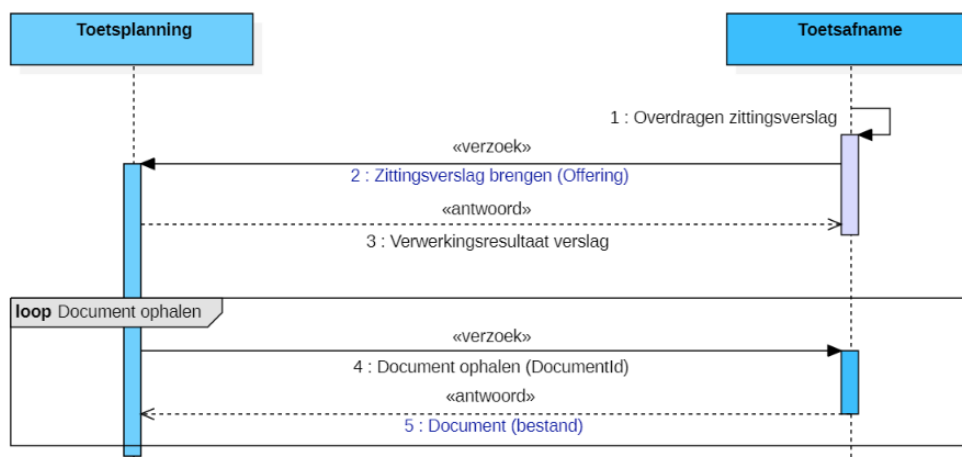 Toetsplanning
Toetsafname
1 : Overdragen zittingsverslag
«verzoek»
2 : Zittingsverslag brengen (Offering)
«antwoord»
3 : Verwerkingsresultaat verslag
loop Document ophalen
«verzoek»
4 : Document ophalen (DocumentId)
«antwoord»
5 : Document (bestand)